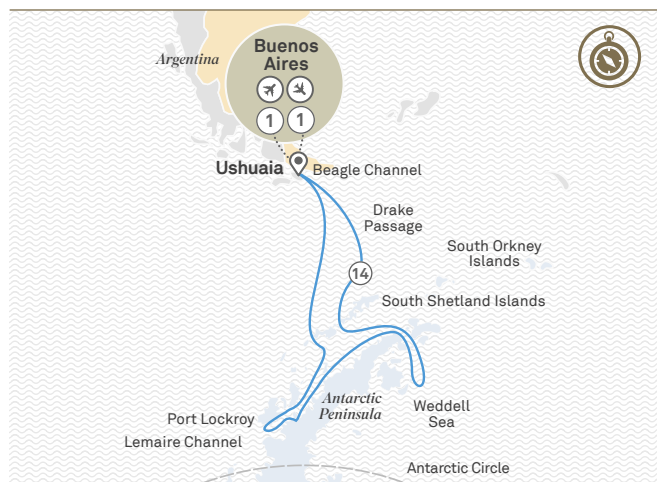 Argentina
Buenos
Aires
1 1
Ushuaia
Beagle Channel
Drake
Passage
South Orkney
Islands
14
South Shetland Islands
Antarctic
Peninsula
Weddell
Sea
Port Lockroy
Lemaire Channel
Antarctic Circle